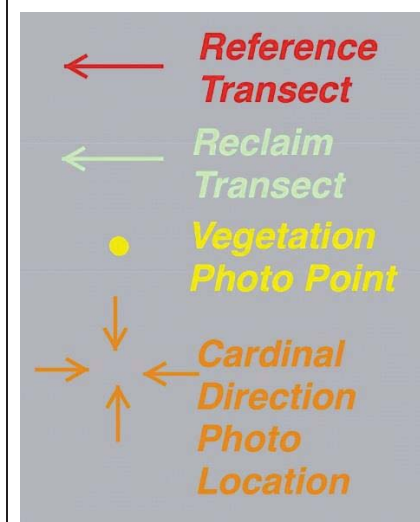 Reference
Transect
Reclaim
Transect
Vegetation
Photo Point
Cardinal
Direction
Photo
Location